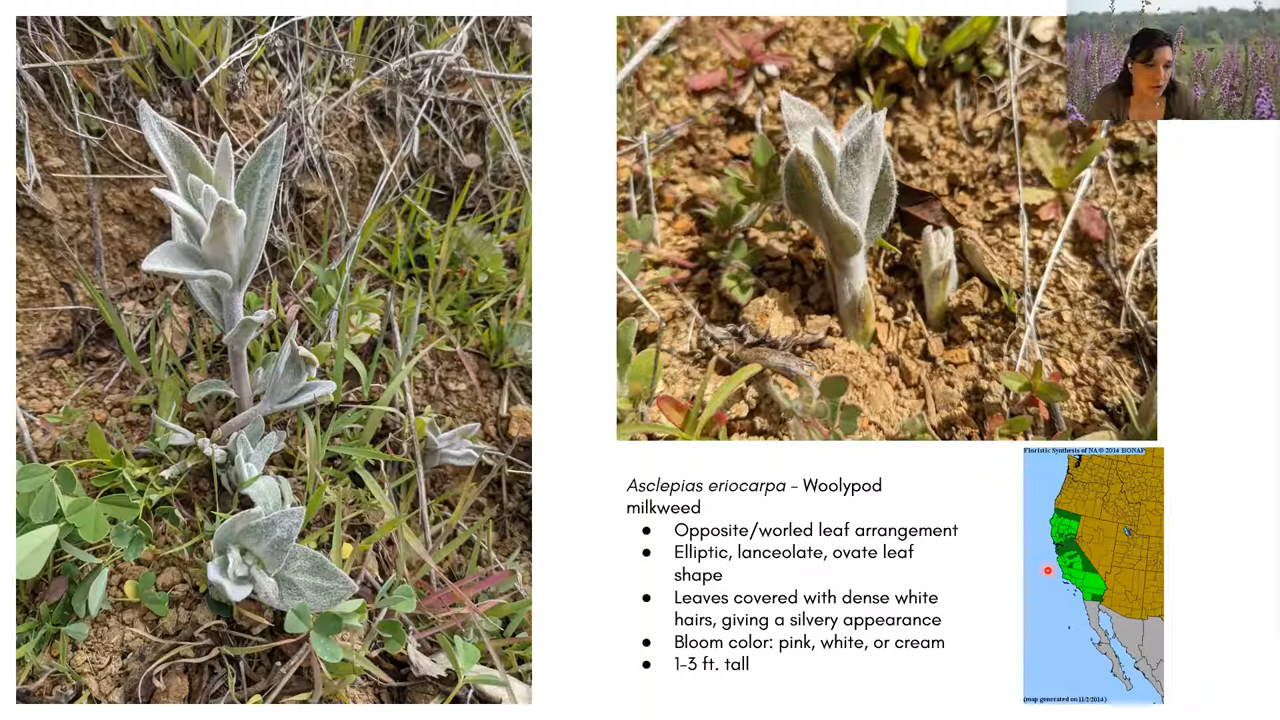 Asclepias eriocarpa – Woolypod
milkweed
● Opposite/worled leaf arrangement
● Elliptic, lanceolate, ovate leaf
shape
● Leaves covered with dense white
hairs, giving a silvery appearance
● Bloom color: pink, white, or cream
● 1-3 ft. tall
Floristic Synthesis of NA © 2014 BONAP
(map generated on 11/2/2014)